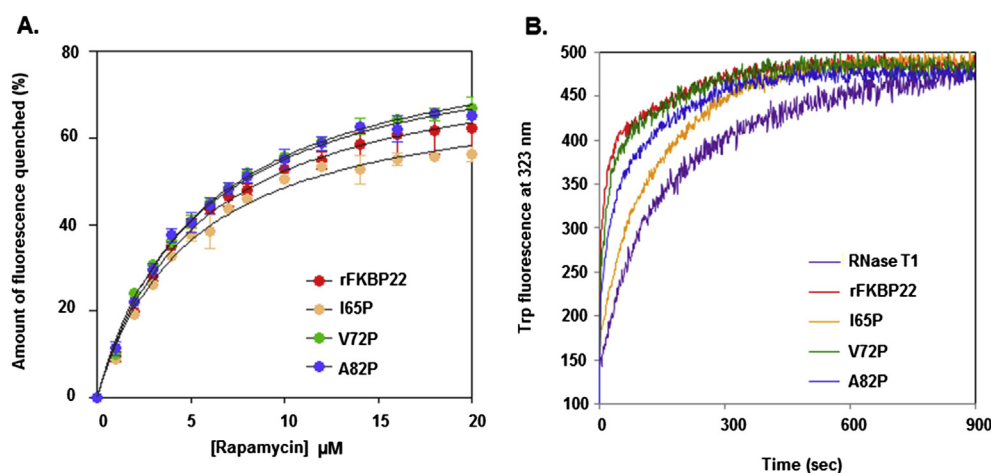 A.
80
60
40
20
0
Amount of fluorescence quenched (%)
0 5 10 15 20
[Rapamycin] µM
rFKBP22
I65P
V72P
A82P
B.
500
450
400
350
300
250
200
150
100
Trp fluorescence at 323 nm
0 300 600 900
Time (sec)
RNase T1
rFKBP22
I65P
V72P
A82P